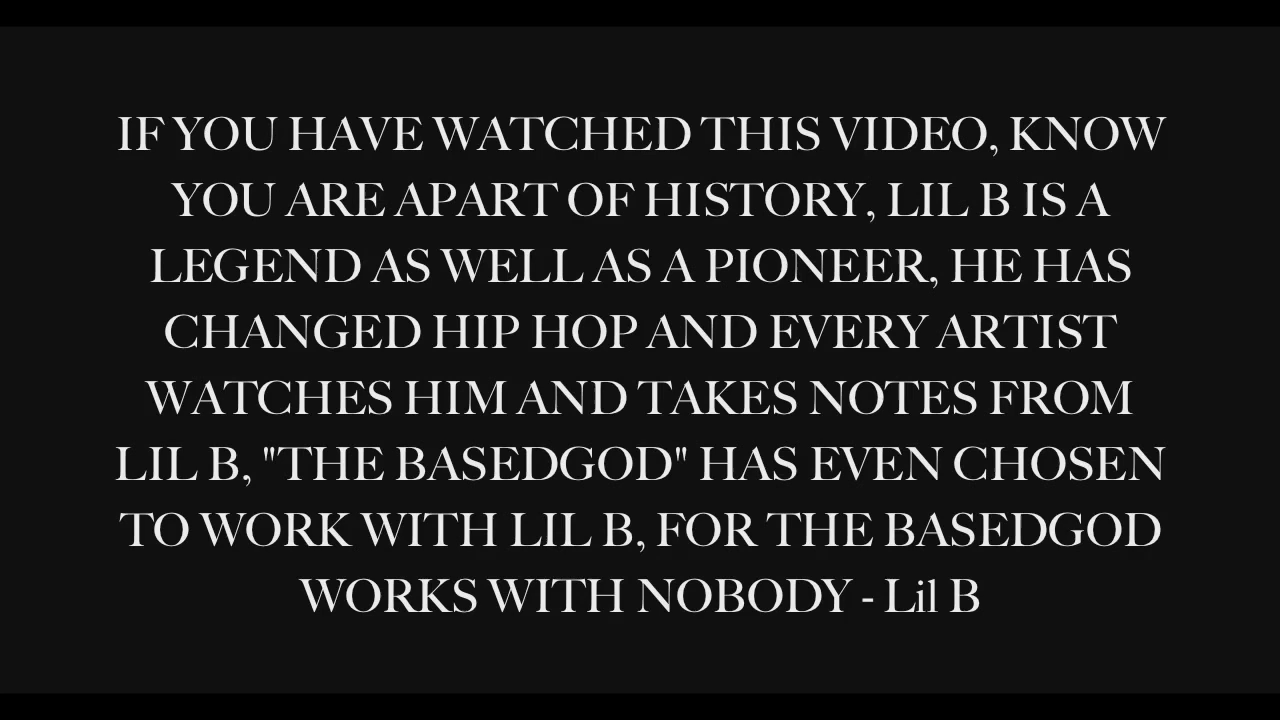 IF YOU HAVE WATCHED THIS VIDEO, KNOW
YOU ARE APART OF HISTORY, LIL B IS A
LEGEND AS WELL AS A PIONEER, HE HAS
CHANGED HIP HOP AND EVERY ARTIST
WATCHES HIM AND TAKES NOTES FROM
LIL B, "THE BASEDGOD" HAS EVEN CHOSEN
TO WORK WITH LIL B, FOR THE BASEDGOD
WORKS WITH NOBODY - Lil B